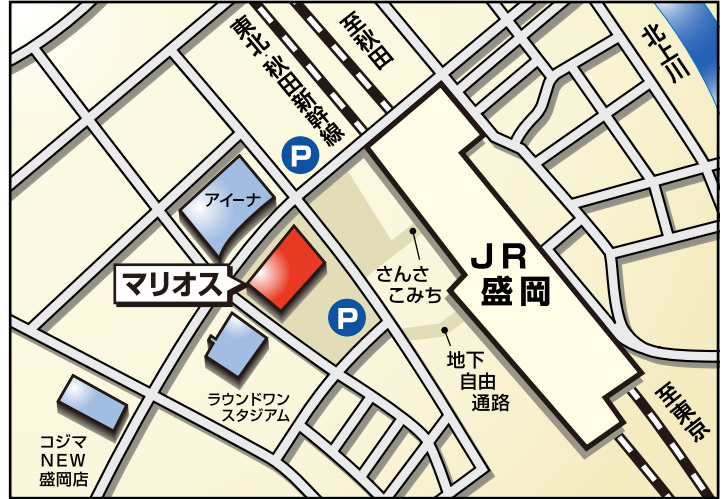 東北
秋田新幹線
至秋田
北上川
P
アイーナ
マリオス
さんさ
こみち
JR
盛岡
P
地下
自由
通路
ラウンドワン
スタジアム
至東京
コジマ
NEW
盛岡店